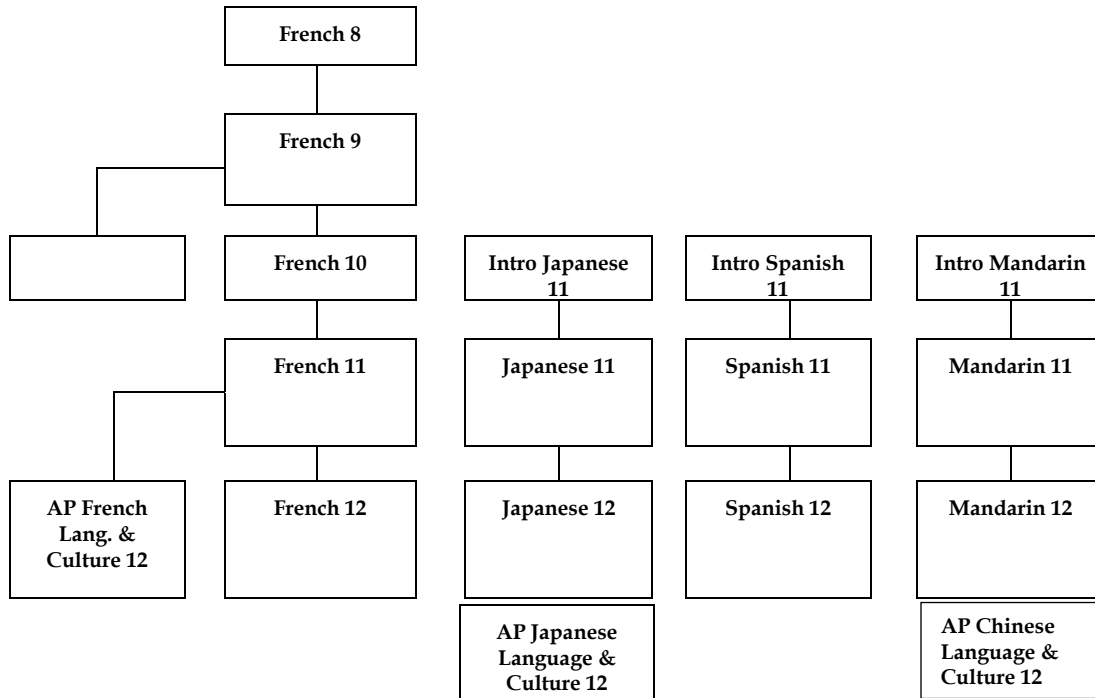 French 8
French 9
French 10
Intro Japanese
11
Intro Spanish
11
Intro Mandarin
11
French 11
Japanese 11
Spanish 11
Mandarin 11
AP French
Lang. &
Culture 12
French 12
Japanese 12
Spanish 12
Mandarin 12
AP Japanese
Language &
Culture 12
AP Chinese
Language &
Culture 12